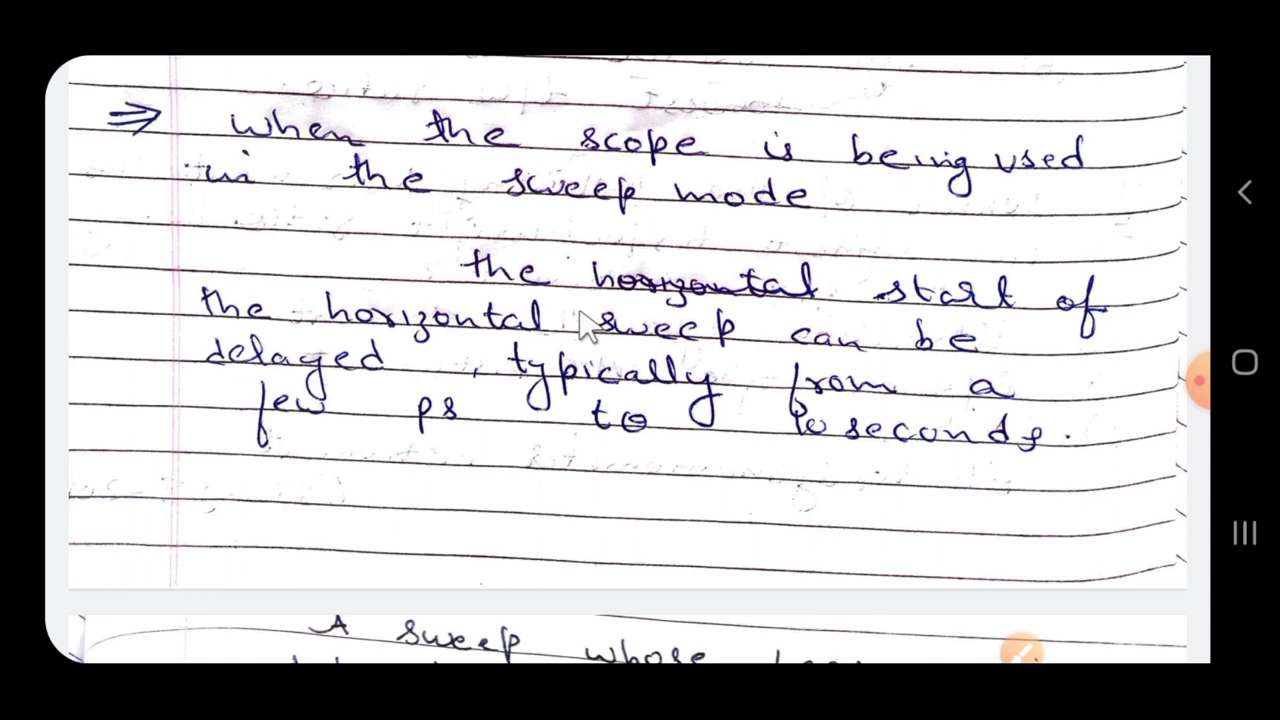 ⇒ when the scope is being used
in the sweep mode
the start of
the horizontal sweep can be
delayed, typically from a
few ps to seconds.
A sweep whose